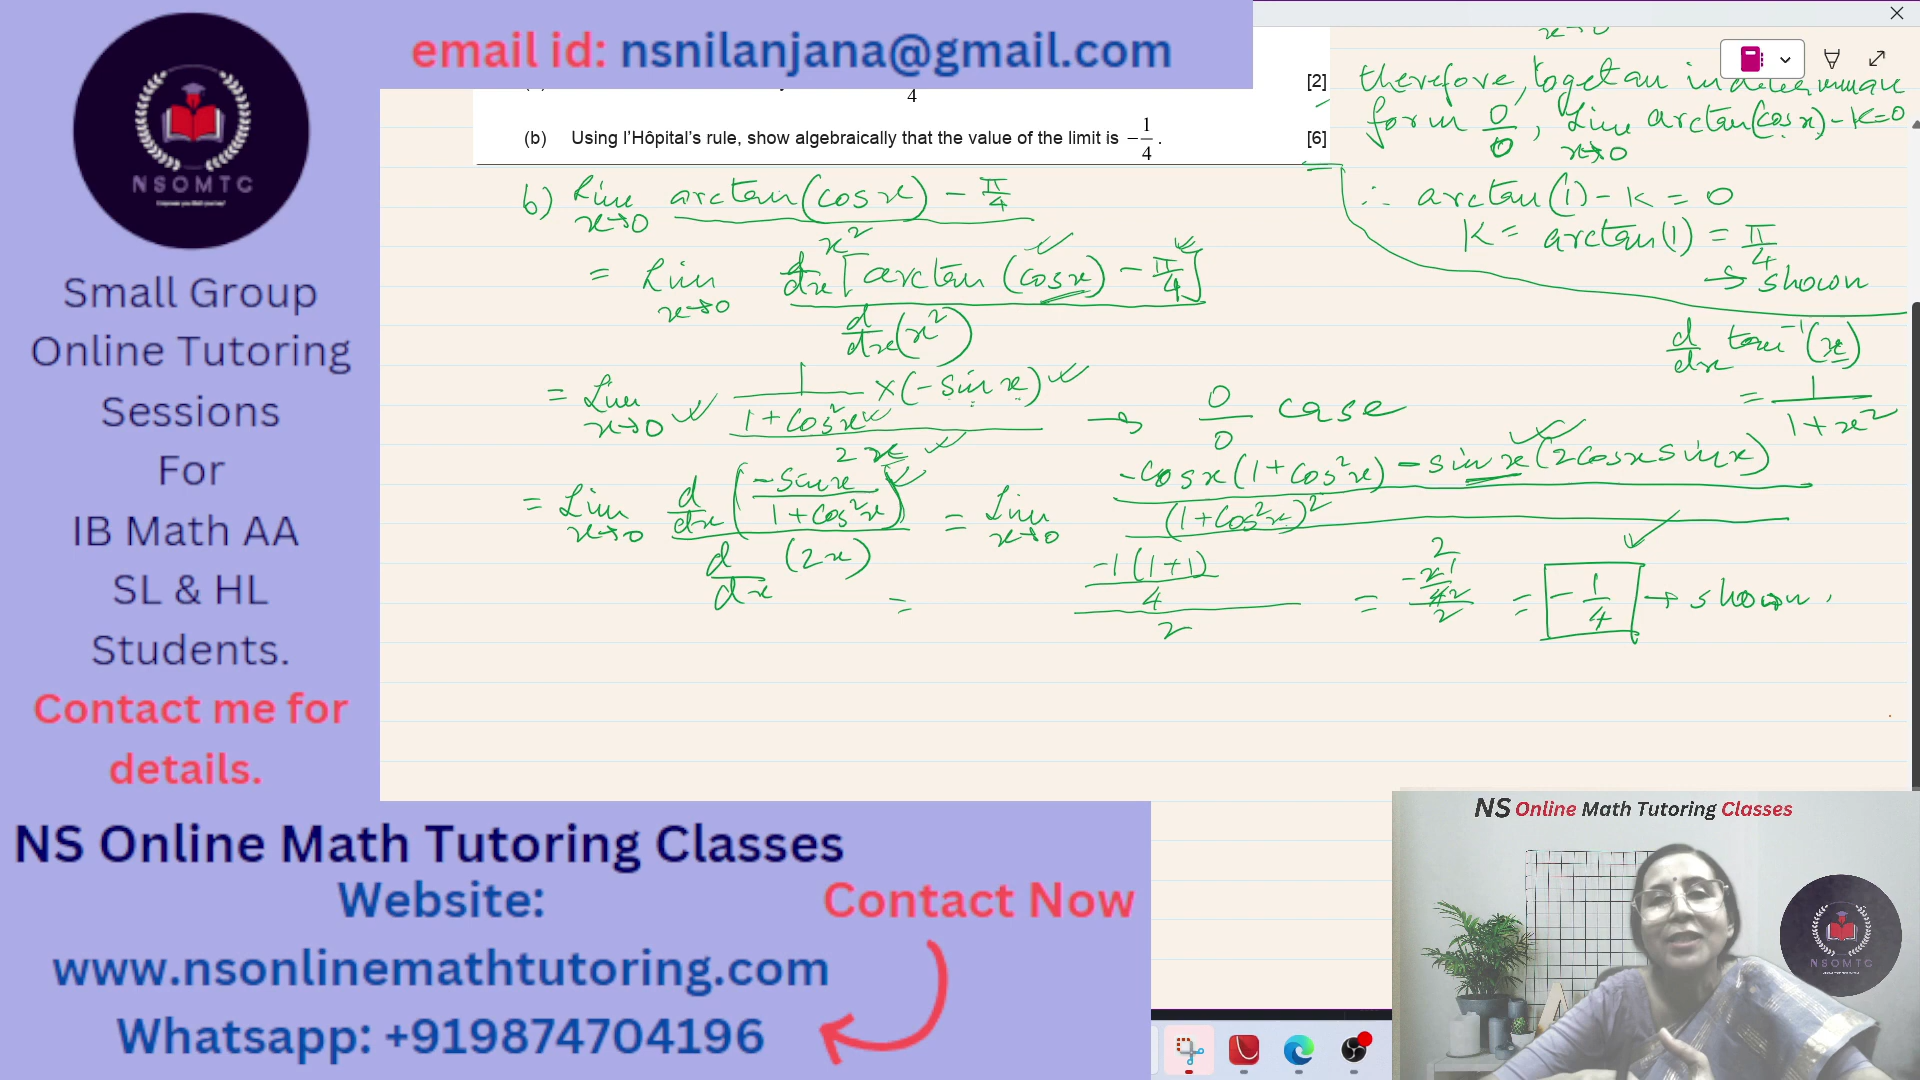 email id: nsnilanjana@gmail.com
NSOMTC
Small Group
Online Tutoring
Sessions
For
IB Math AA
SL & HL
Students.
Contact me for
details.
4
[2]
(b) Using l'Hôpital's rule, show algebraically that the value of the limit is −1/4 . [6]
x→0
therefore, to get an indeterminate
form 0/0, Lim x→0 arctan(cos x) - K = 0
∴ arctan(1) - K = 0
K = arctan(1) = π/4
→ shown
d/dx tan⁻¹(x)
= 1/(1+x²)
b) Lim x→0 (arctan(cos x) - π/4)/x²
= Lim x→0 d/dx[arctan(cos x) - π/4] / d/dx(x²)
= Lim x→0 (1/(1+cos²x) × (-sin x))/2x → 0/0 case
= Lim x→0 d/dx(-sin x/(1+cos²x)) / d/dx (2x) = Lim x→0 ((-cos x(1+cos²x) - sin x(2cos x sin x))/(1+cos²x)²)/2
= (-1(1+1)/4)/2 = (-2/4)/2 = -1/4 → shown.
NS Online Math Tutoring Classes
Website:
www.nsonlinemathtutoring.com
Whatsapp: +919874704196
Contact Now
NS Online Math Tutoring Classes
NSOMTC